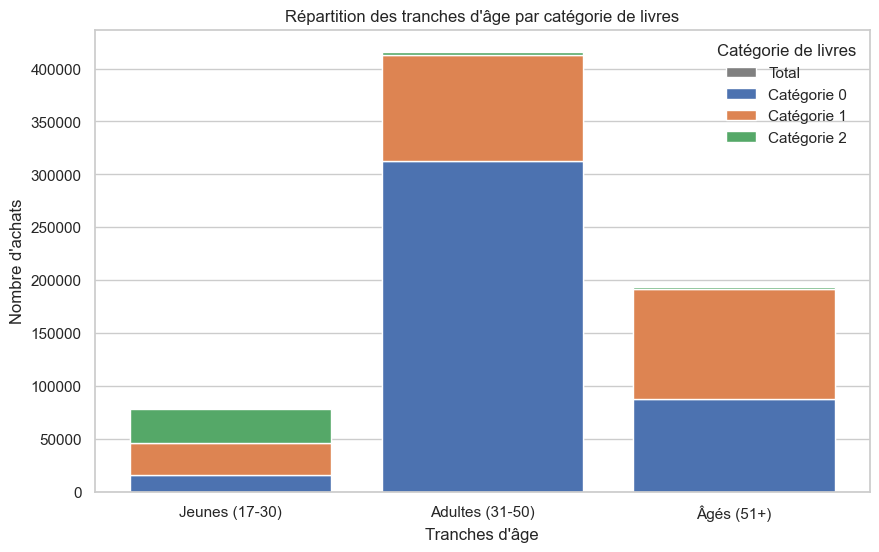 Répartition des tranches d'âge par catégorie de livres
Catégorie de livres
Total
Catégorie 0
Catégorie 1
Catégorie 2
Nombre d'achats
400000
350000
300000
250000
200000
150000
100000
50000
0
Jeunes (17-30)
Adultes (31-50)
Âgés (51+)
Tranches d'âge